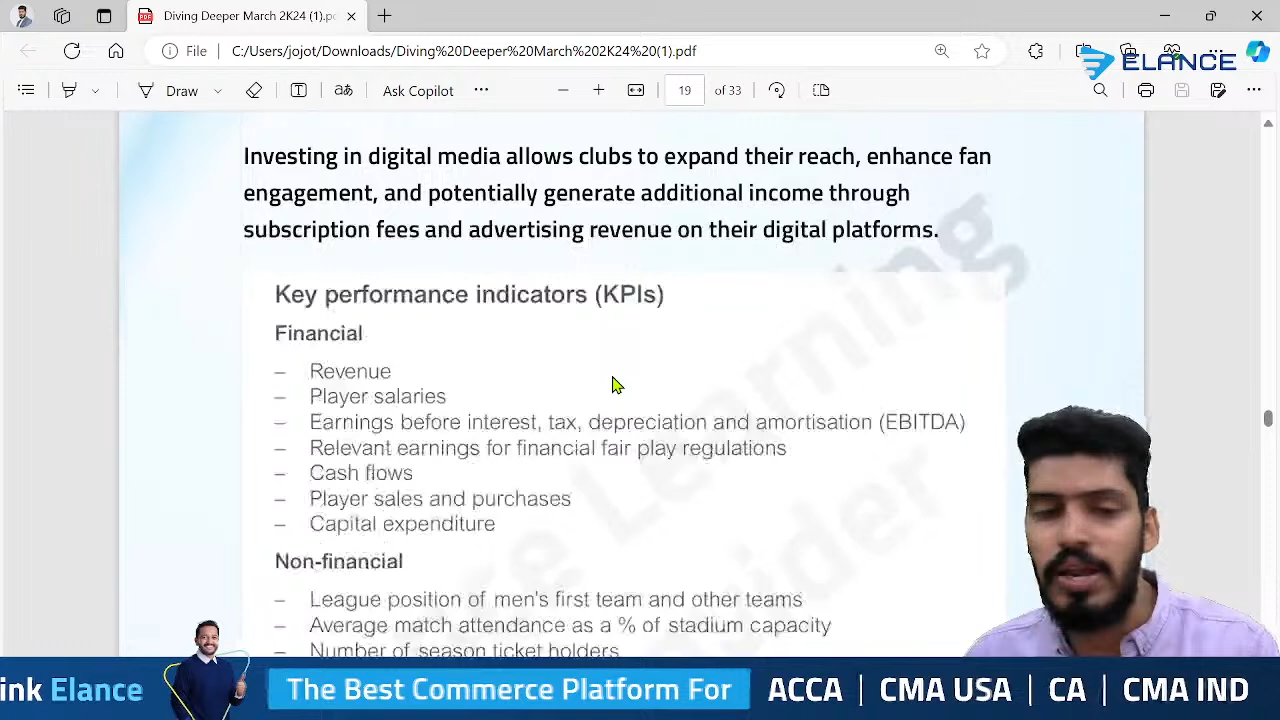 Diving Deeper March 2K24 (1).pd
File
C:/Users/jojot/Downloads/Diving%20Deeper%20March%202K24%20(1).pdf
ELANCE
Draw
aあ
Ask Copilot
19
of 33
Investing in digital media allows clubs to expand their reach, enhance fan
engagement, and potentially generate additional income through
subscription fees and advertising revenue on their digital platforms.
Key performance indicators (KPIs)
Financial
– Revenue
– Player salaries
– Earnings before interest, tax, depreciation and amortisation (EBITDA)
– Relevant earnings for financial fair play regulations
– Cash flows
– Player sales and purchases
– Capital expenditure
Non-financial
– League position of men's first team and other teams
– Average match attendance as a % of stadium capacity
– Number of season ticket holders
Learning
ink Elance
The Best Commerce Platform For
ACCA | CMA USA | CA | CMA IND